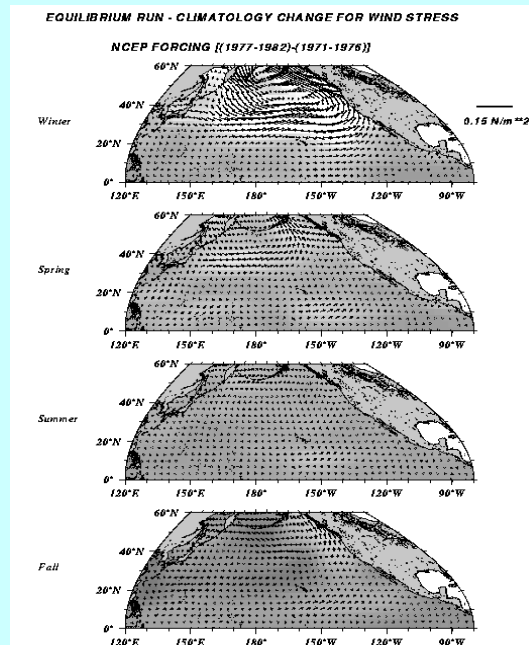 EQUILIBRIUM RUN - CLIMATOLOGY CHANGE FOR WIND STRESS
NCEP FORCING [(1977-1982)-(1971-1976)]
60°N
40°N
Winter
0.15 N/m**2
20°N
0°
120°E 150°E 180° 150°W 120°W 90°W
60°N
40°N
Spring
20°N
0°
120°E 150°E 180° 150°W 120°W 90°W
60°N
40°N
Summer
20°N
0°
120°E 150°E 180° 150°W 120°W 90°W
60°N
40°N
Fall
20°N
0°
120°E 150°E 180° 150°W 120°W 90°W